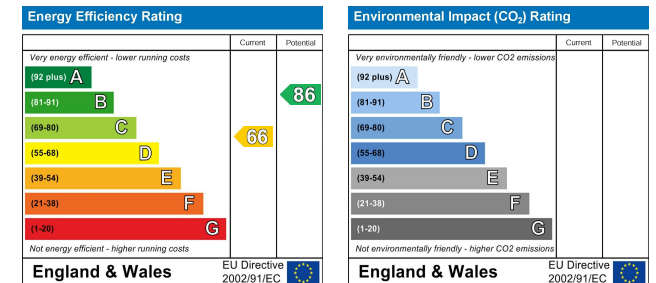 Energy Efficiency Rating
Current Potential
Very energy efficient - lower running costs
(92 plus) A
(81-91) B
(69-80) C
(55-68) D
(39-54) E
(21-38) F
(1-20) G
66
86
Not energy efficient - higher running costs
England & Wales
EU Directive
2002/91/EC
Environmental Impact (CO₂) Rating
Current Potential
Very environmentally friendly - lower CO2 emissions
(92 plus) A
(81-91) B
(69-80) C
(55-68) D
(39-54) E
(21-38) F
(1-20) G
Not environmentally friendly - higher CO2 emissions
England & Wales
EU Directive
2002/91/EC